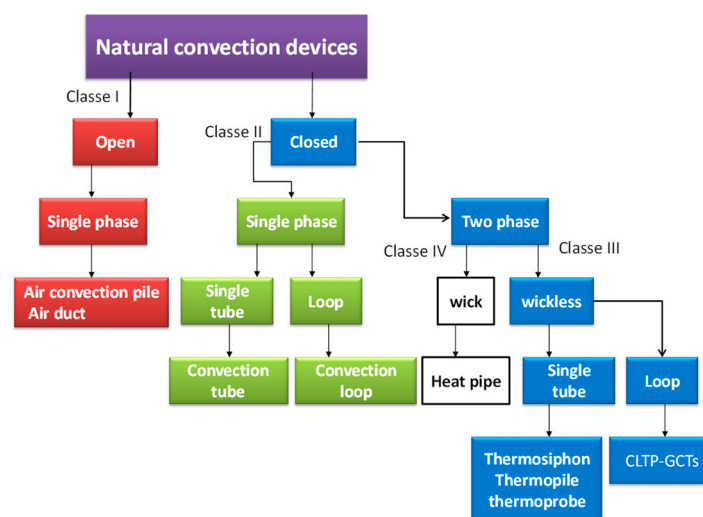 Natural convection devices
Classe I
Classe II
Open
Closed
Single phase
Single phase
Two phase
Classe IV
Classe III
Air convection pile
Air duct
Single
tube
Loop
wick
wickless
Convection
tube
Convection
loop
Heat pipe
Single
tube
Loop
Thermosiphon
Thermopile
thermoprobe
CLTP-GCTs